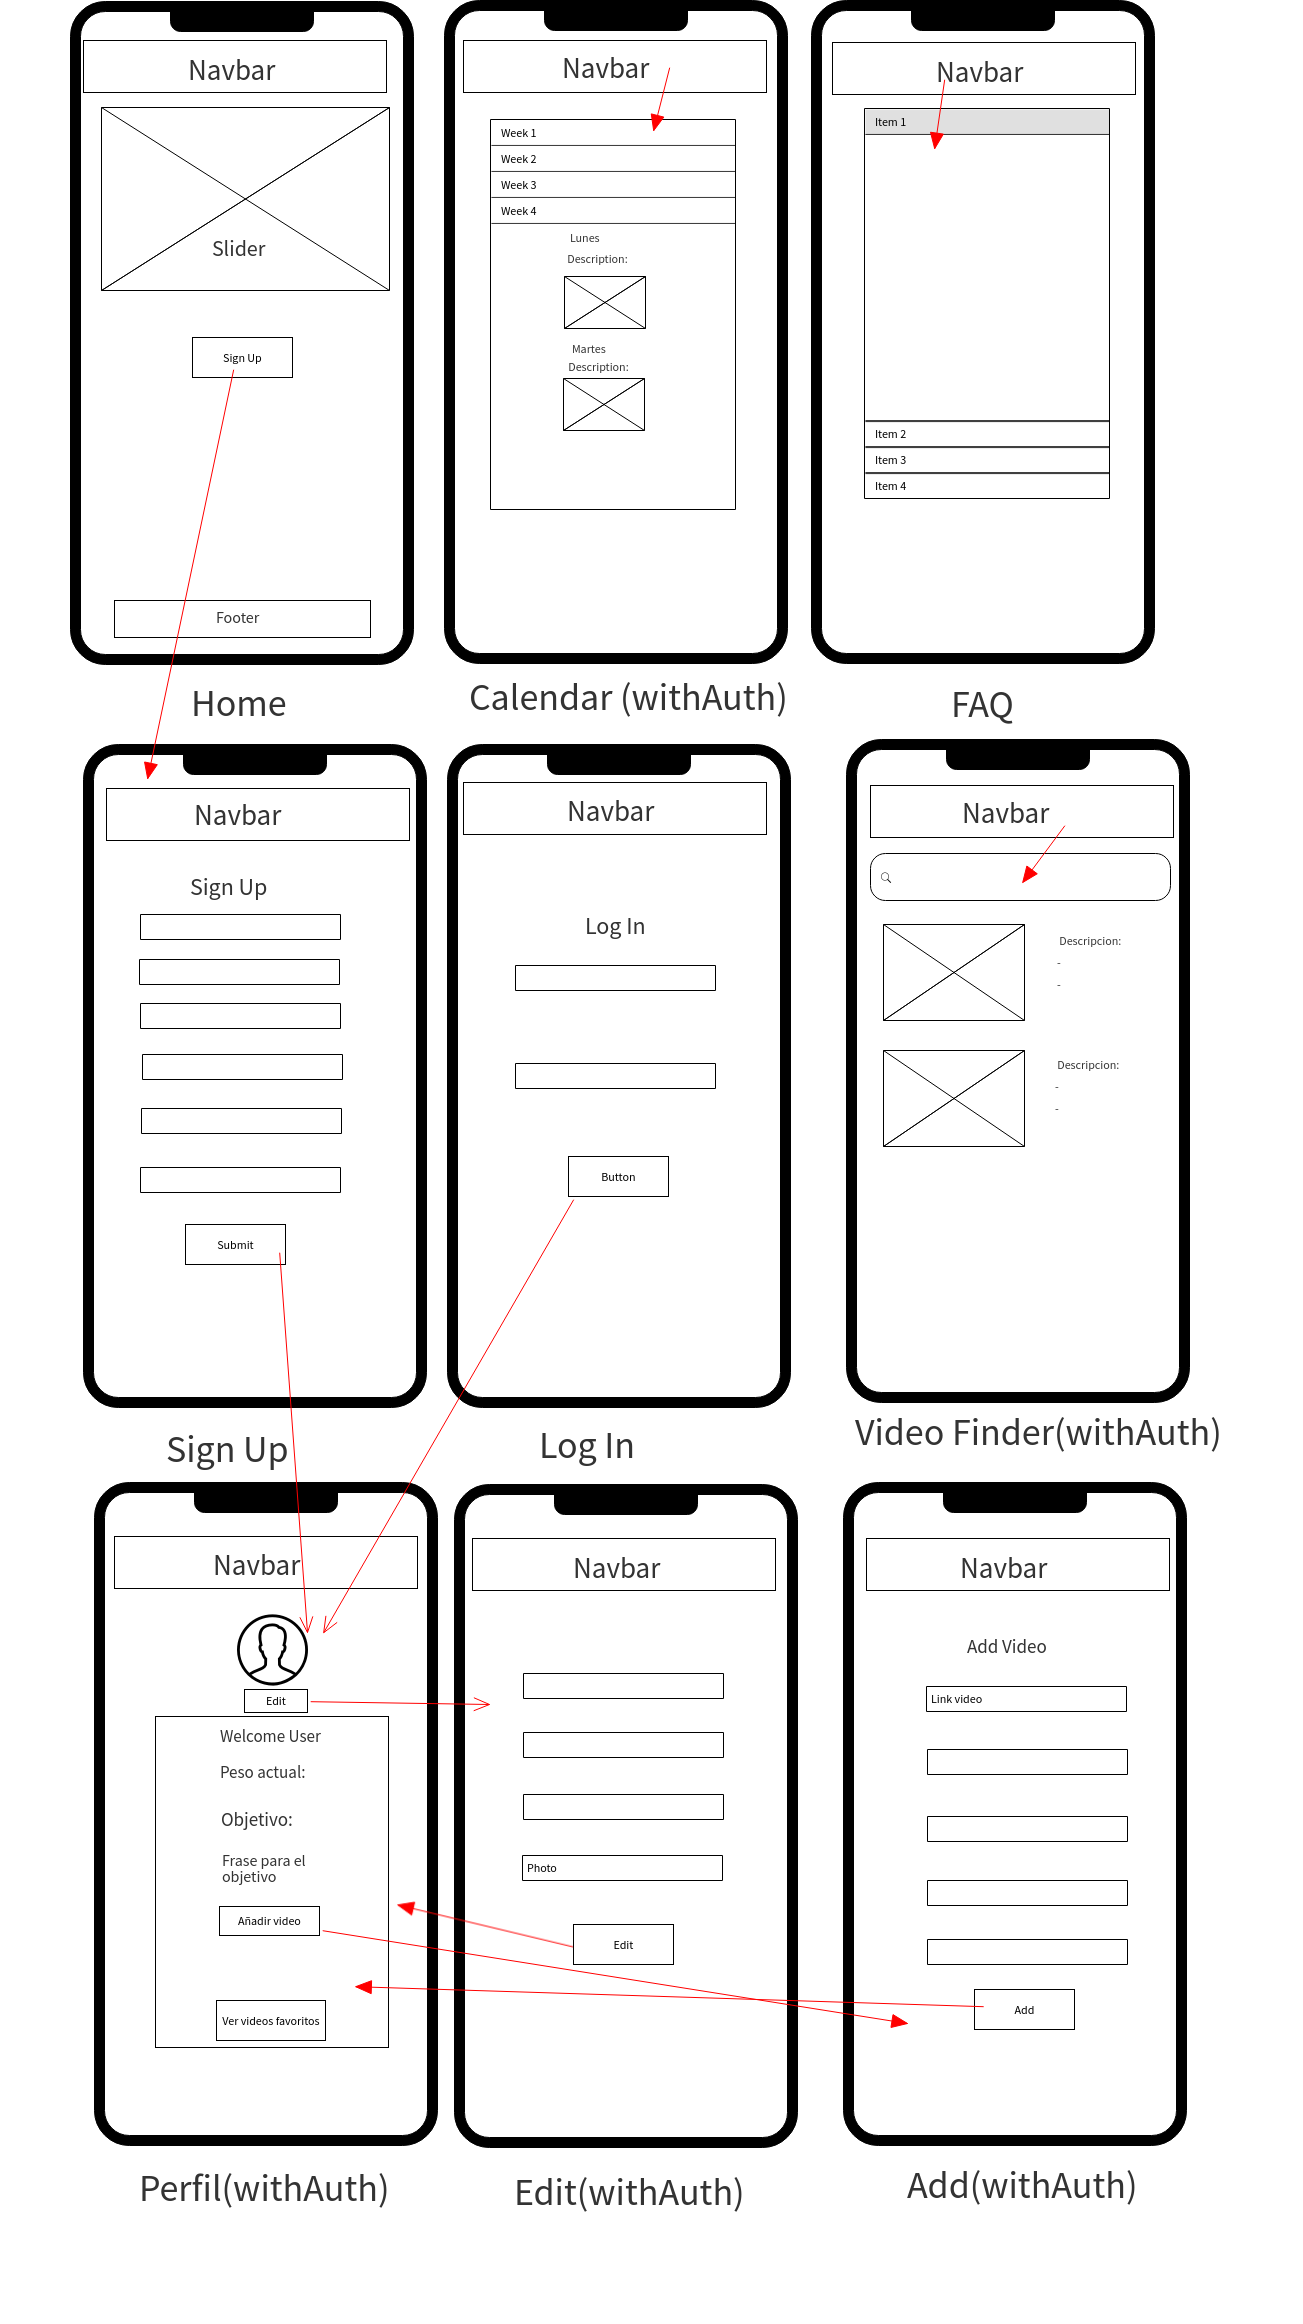 Navbar
Slider
Sign Up
Footer
Home
Navbar
Week 1
Week 2
Week 3
Week 4
Lunes
Description:
Martes
Description:
Calendar (withAuth)
Navbar
Item 1
Item 2
Item 3
Item 4
FAQ
Navbar
Sign Up
Submit
Sign Up
Navbar
Log In
Button
Log In
Navbar
Descripcion:
-
-
Descripcion:
-
-
Video Finder(withAuth)
Navbar
Edit
Welcome User
Peso actual:
Objetivo:
Frase para el
objetivo
Añadir video
Ver videos favoritos
Perfil(withAuth)
Navbar
Photo
Edit
Edit(withAuth)
Navbar
Add Video
Link video
Add
Add(withAuth)